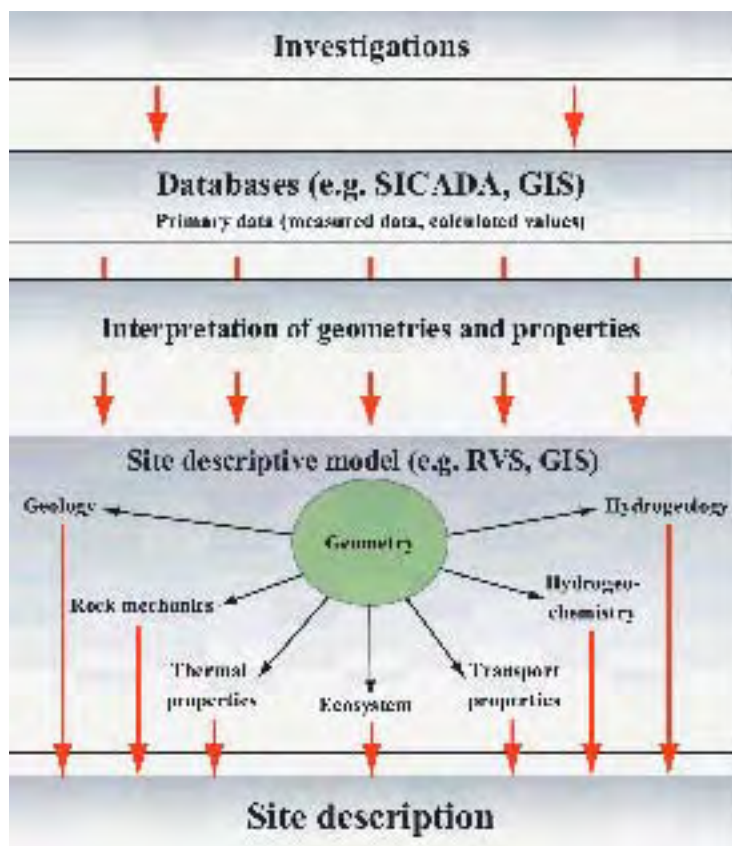 Investigations
Databases (e.g. SICADA, GIS)
Primary data (measured data, calculated values)
Interpretation of geometries and properties
Site descriptive model (e.g. RVS, GIS)
Geology
Hydrogeology
Geometry
Rock mechanics
Hydrogeo-
chemistry
Thermal
properties
Ecosystem
Transport
properties
Site description